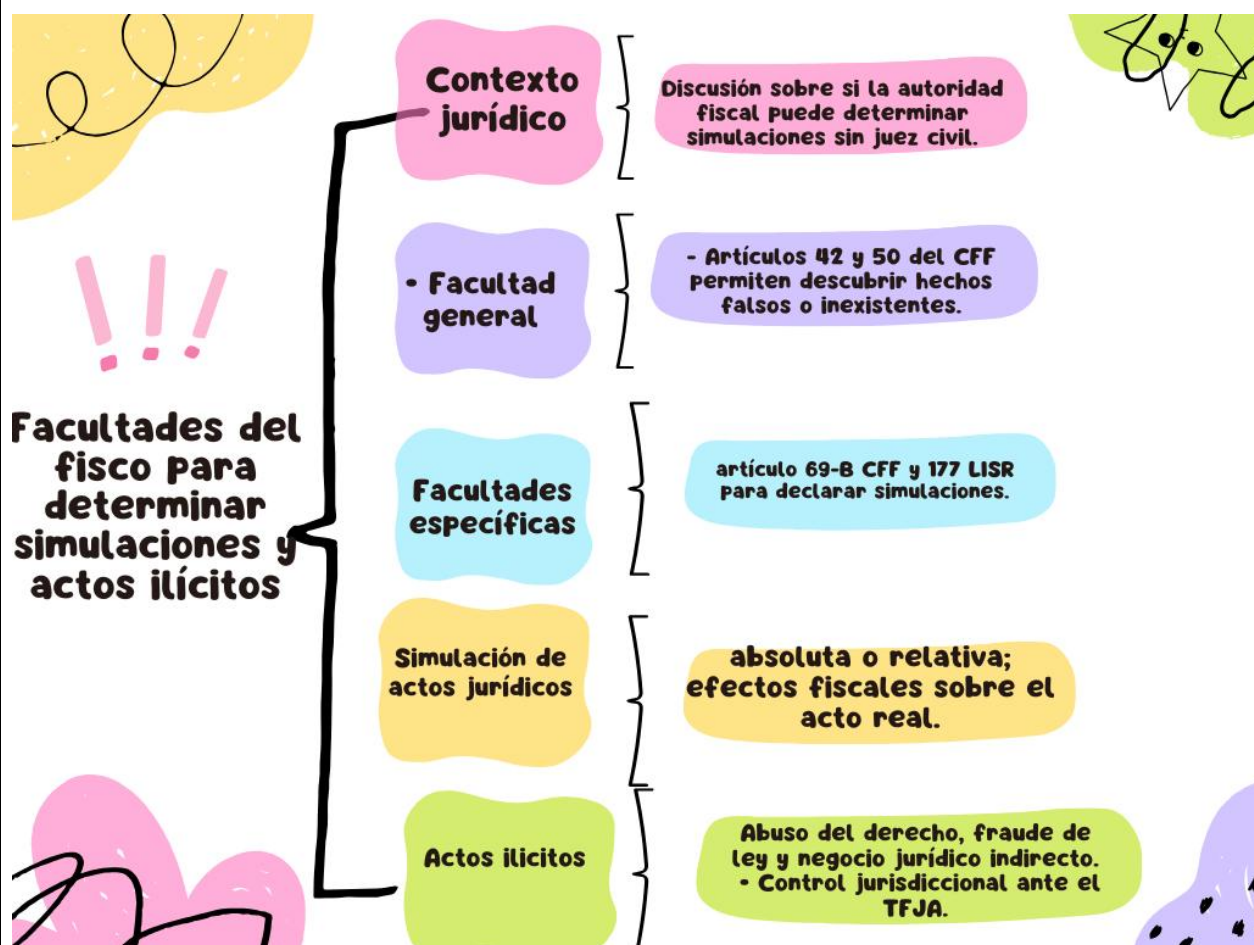 Facultades del
fisco para
determinar
simulaciones y
actos ilícitos
Contexto
jurídico
Discusión sobre si la autoridad
fiscal puede determinar
simulaciones sin juez civil.
• Facultad
general
- Artículos 42 y 50 del CFF
permiten descubrir hechos
falsos o inexistentes.
Facultades
específicas
artículo 69-B CFF y 177 LISR
para declarar simulaciones.
Simulación de
actos jurídicos
absoluta o relativa;
efectos fiscales sobre el
acto real.
Actos ilicitos
Abuso del derecho, fraude de
ley y negocio jurídico indirecto.
• Control jurisdiccional ante el
TFJA.